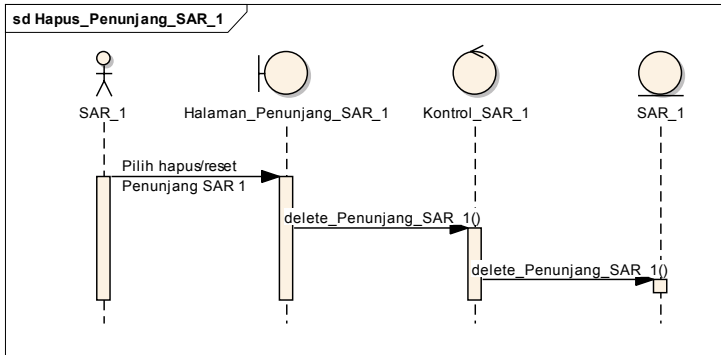 sd Hapus_Penunjang_SAR_1
SAR_1
Halaman_Penunjang_SAR_1
Kontrol_SAR_1
SAR_1
Pilih hapus/reset
Penunjang SAR 1
delete_Penunjang_SAR_1()
delete_Penunjang_SAR_1()